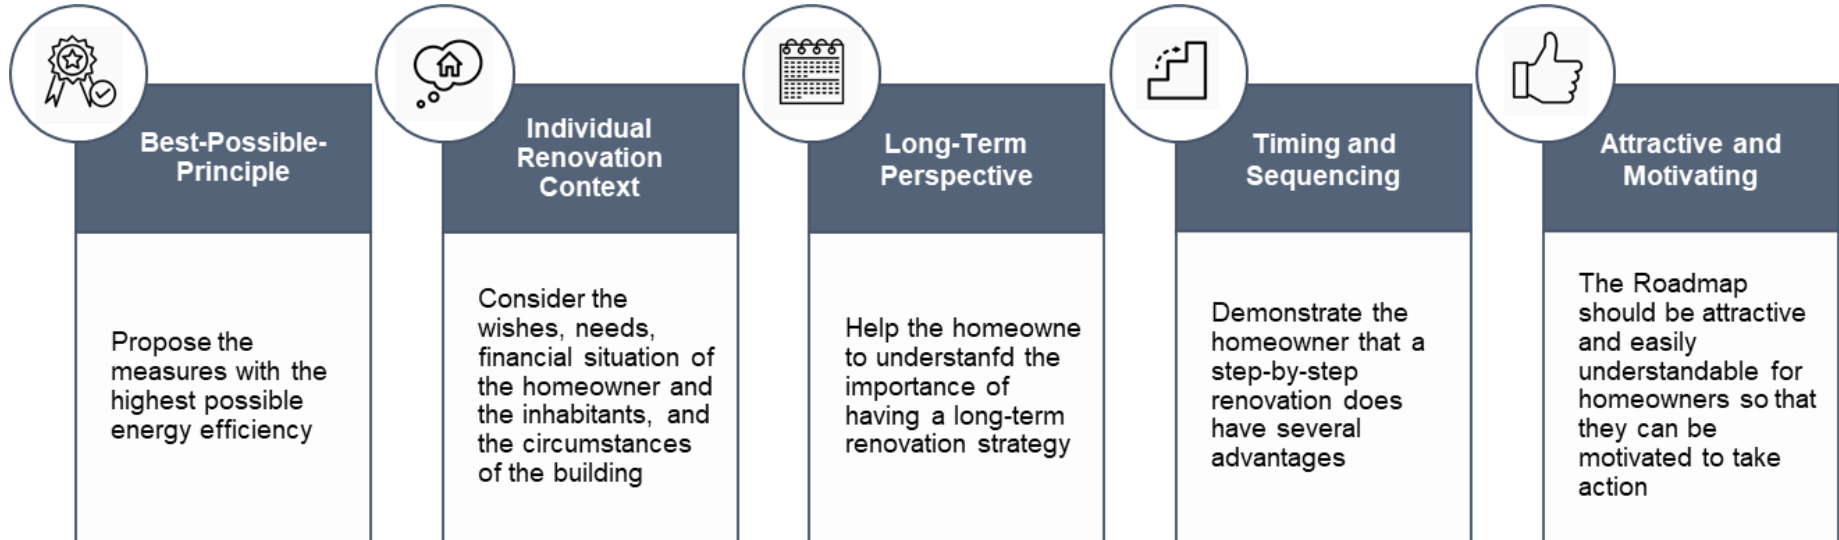 Best-Possible-
Principle
Propose the
measures with the
highest possible
energy efficiency
Individual
Renovation
Context
Consider the
wishes, needs,
financial situation of
the homeowner and
the inhabitants, and
the circumstances
of the building
Long-Term
Perspective
Help the homeowne
to understanfd the
importance of
having a long-term
renovation strategy
Timing and
Sequencing
Demonstrate the
homeowner that a
step-by-step
renovation does
have several
advantages
Attractive and
Motivating
The Roadmap
should be attractive
and easily
understandable for
homeowners so that
they can be
motivated to take
action